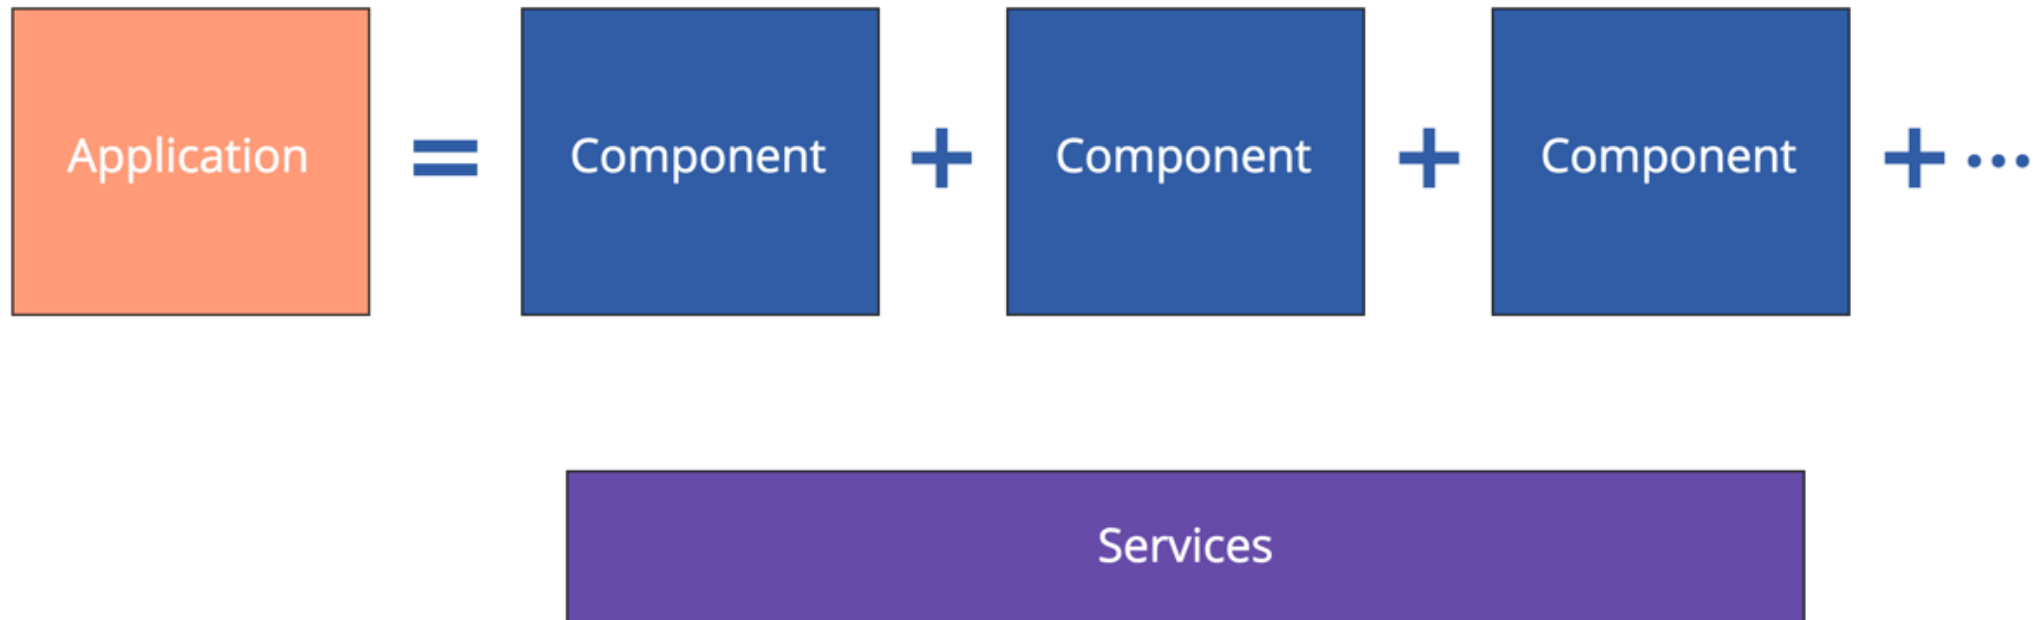 Application = Component + Component + Component + ...
Services